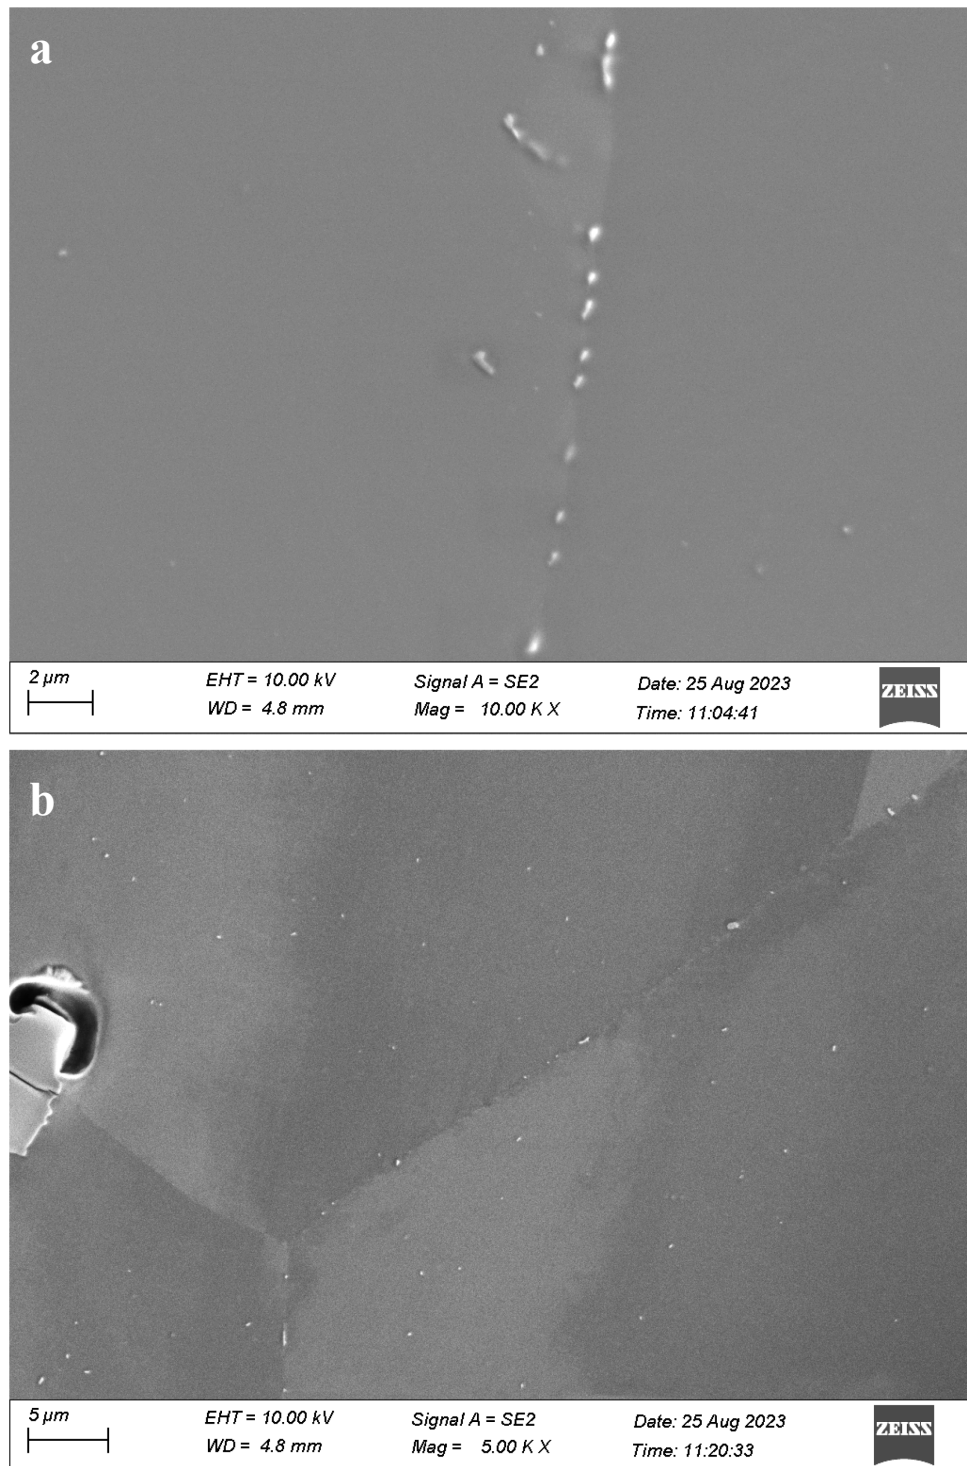 a
2 µm
EHT = 10.00 kV
Signal A = SE2
Date: 25 Aug 2023
WD = 4.8 mm
Mag = 10.00 K X
Time: 11:04:41
ZEISS
b
5 µm
EHT = 10.00 kV
Signal A = SE2
Date: 25 Aug 2023
WD = 4.8 mm
Mag = 5.00 K X
Time: 11:20:33
ZEISS